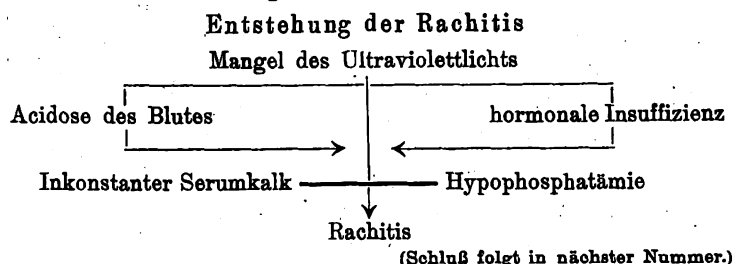 Entstehung der Rachitis
Mangel des Ultraviolettlichts
Acidose des Blutes hormonale Insuffizienz
Inkonstanter Serumkalk Hypophosphatämie
Rachitis
(Schluß folgt in nächster Nummer.)